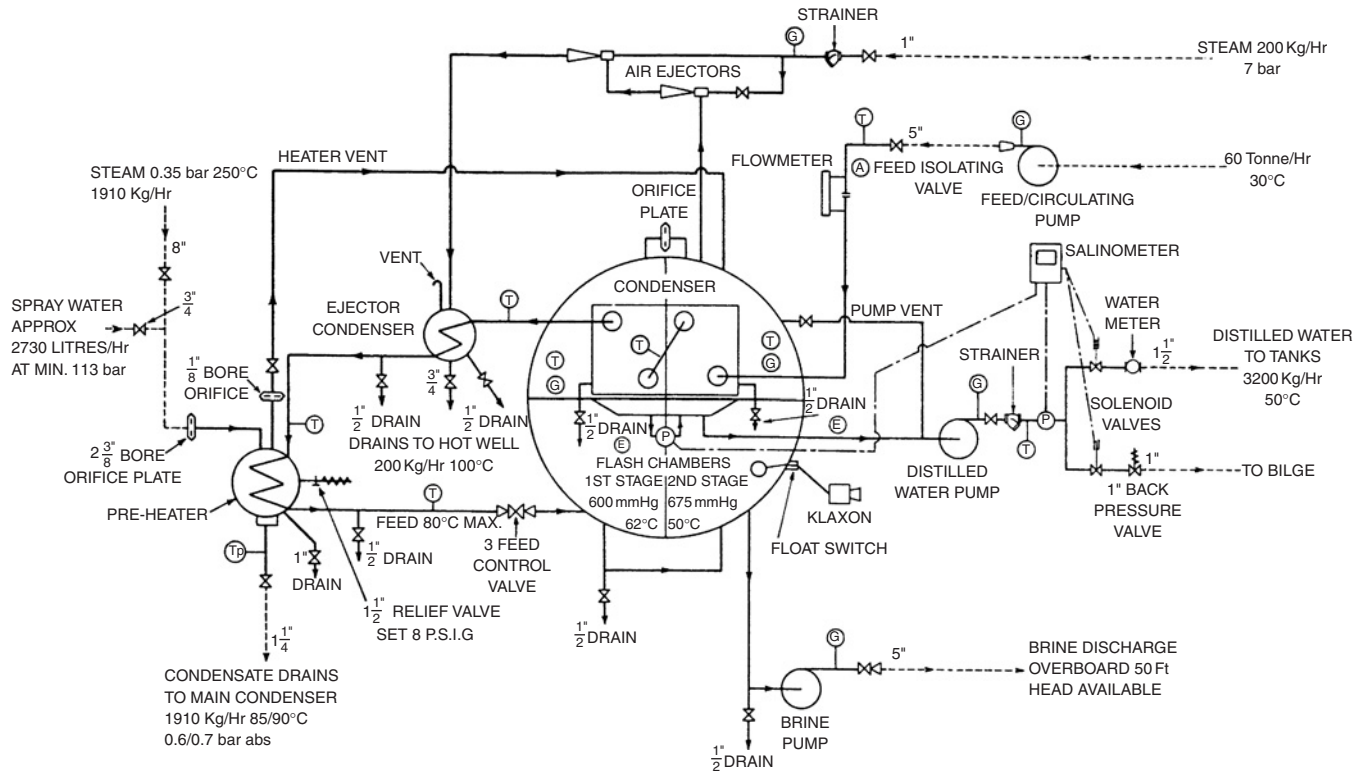 STRAINER
G
1"
STEAM 200 Kg/Hr
7 bar
AIR EJECTORS
T
5"
G
FLOWMETER
A
FEED ISOLATING
VALVE
60 Tonne/Hr
30°C
FEED/CIRCULATING
PUMP
HEATER VENT
STEAM 0.35 bar 250°C
1910 Kg/Hr
8"
ORIFICE
PLATE
SALINOMETER
VENT
CONDENSER
EJECTOR
CONDENSER
T
PUMP VENT
WATER
METER
SPRAY WATER
APPROX
2730 LITRES/Hr
AT MIN. 113 bar
3/4"
STRAINER
1 1/2"
DISTILLED WATER
TO TANKS
3200 Kg/Hr
50°C
T
T
T
G
G
G
1/8" BORE
ORIFICE
1/2"
DRAIN
3/4"
1/2"
DRAIN
1/2"
DRAIN
1/2"
DRAIN
SOLENOID
VALVES
T
E
P
E
P
T
DRAINS TO HOT WELL
200 Kg/Hr 100°C
2 3/8" BORE
ORIFICE PLATE
FLASH CHAMBERS
1ST STAGE
2ND STAGE
600 mmHg
675 mmHg
62°C
50°C
DISTILLED
WATER PUMP
1"
TO BILGE
1" BACK
PRESSURE
VALVE
KLAXON
FLOAT SWITCH
PRE-HEATER
T
FEED 80°C MAX.
3 FEED
CONTROL
VALVE
1/2"
DRAIN
Tp
1"
DRAIN
1 1/2" RELIEF VALVE
SET 8 P.S.I.G
1 1/4"
1/2"
DRAIN
CONDENSATE DRAINS
TO MAIN CONDENSER
1910 Kg/Hr 85/90°C
0.6/0.7 bar abs
G
5"
BRINE DISCHARGE
OVERBOARD 50 Ft
HEAD AVAILABLE
BRINE
PUMP
1/2"
DRAIN